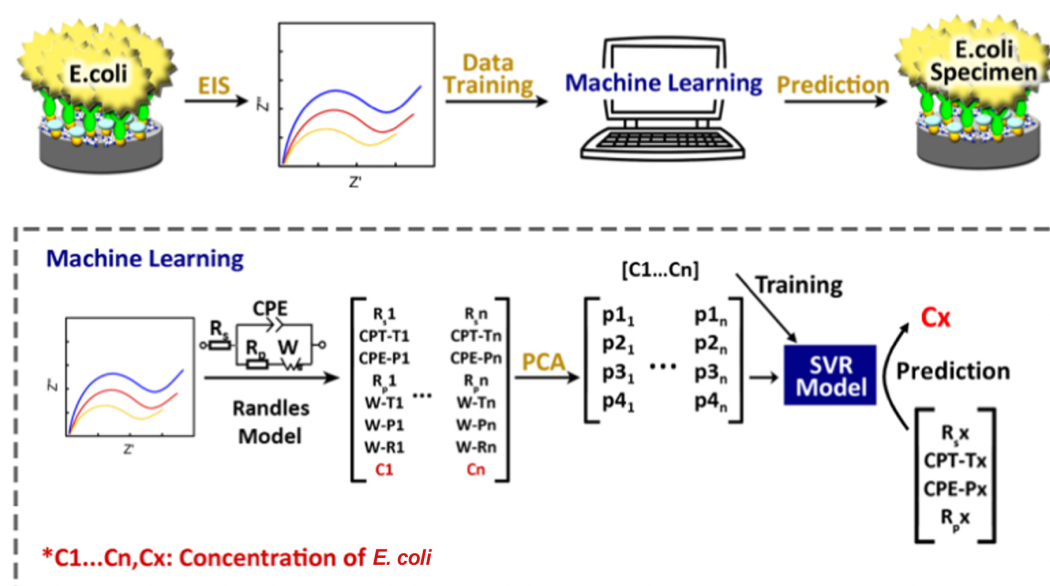 E.coli
EIS
Z''
Z'
Data
Training
Machine Learning
Prediction
E.coli
Specimen
Machine Learning
Z''
Z'
Rs
CPE
Rp W
Randles
Model
Rs1 Rsn
CPT-T1 CPT-Tn
CPE-P1 CPE-Pn
Rp1 Rpn
W-T1 ... W-Tn
W-P1 W-Pn
W-R1 W-Rn
C1 Cn
PCA
[C1...Cn]
p1₁ p1ₙ
p2₁ p2ₙ
p3₁ ... p3ₙ
p4₁ p4ₙ
Training
SVR
Model
Cx
Prediction
Rsx
CPT-Tx
CPE-Px
Rpx
*C1...Cn,Cx: Concentration of E. coli